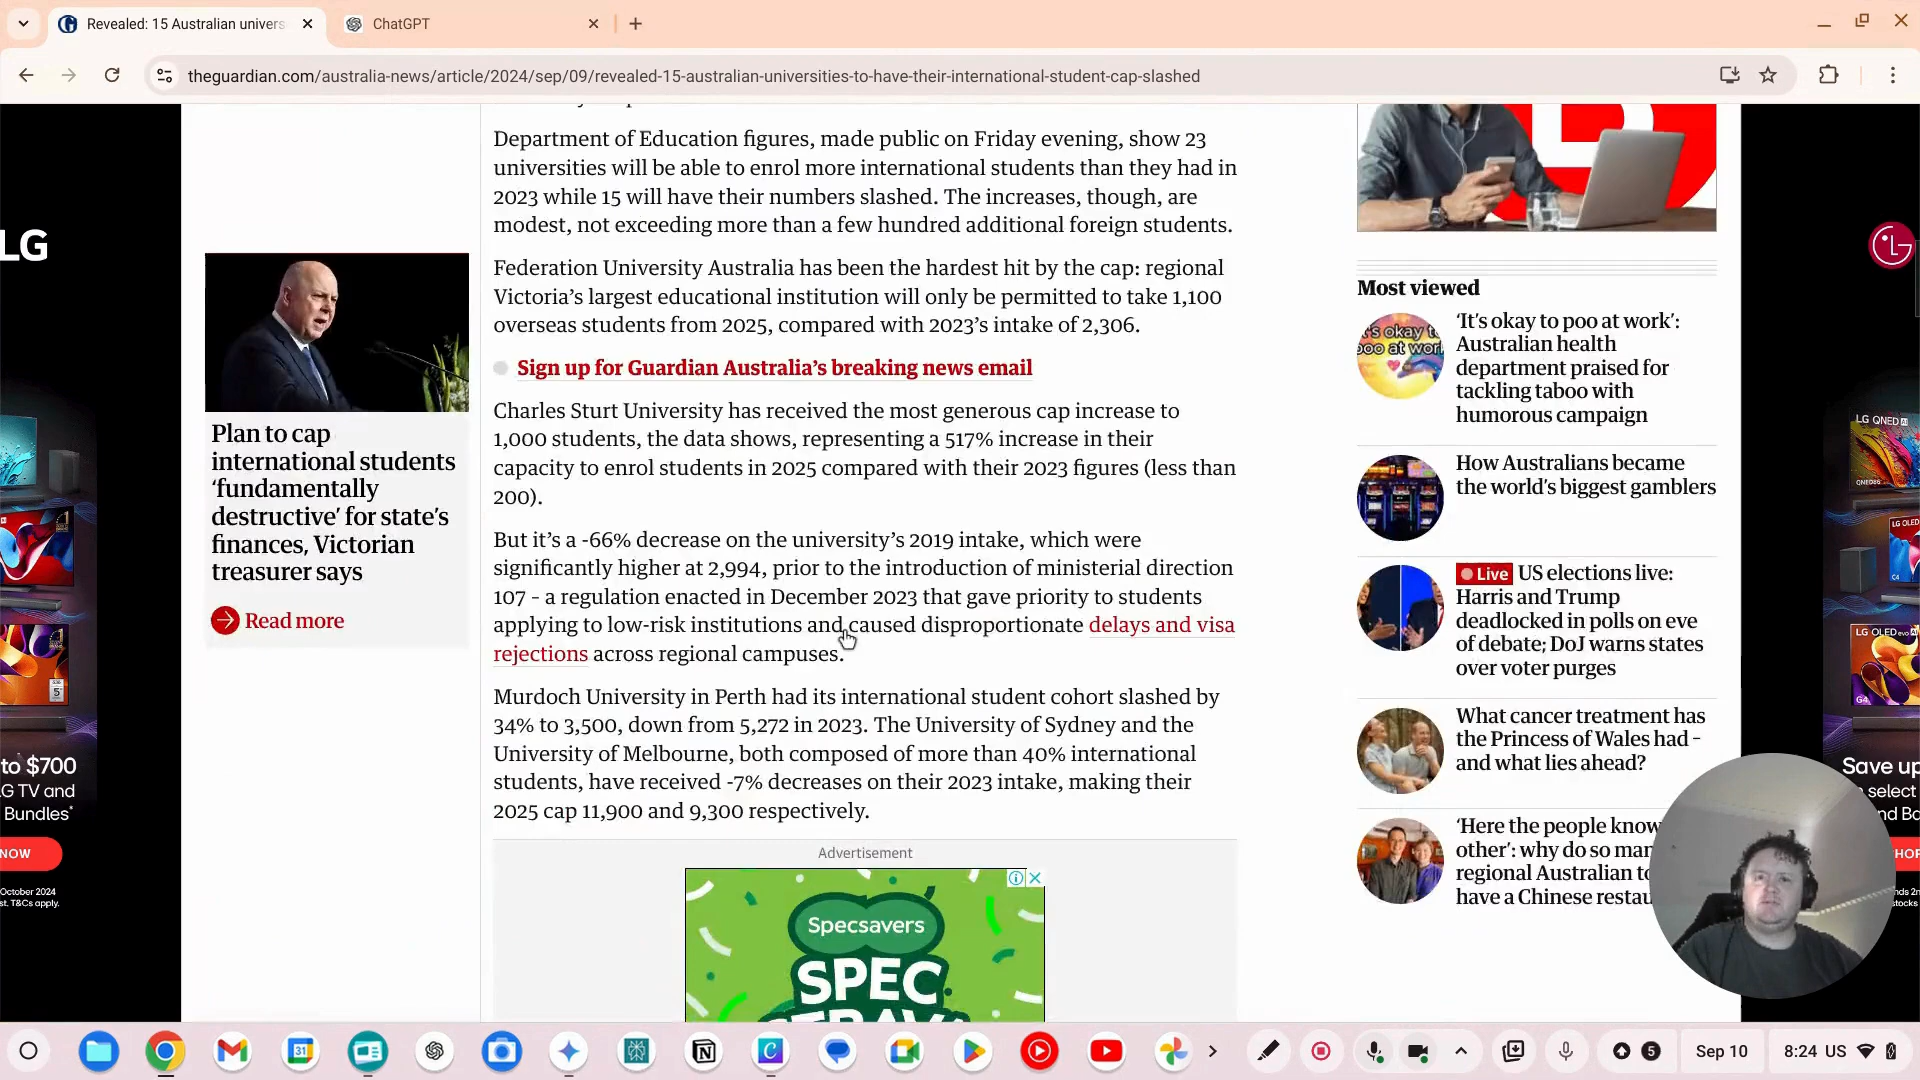 Revealed: 15 Australian univers
ChatGPT
theguardian.com/australia-news/article/2024/sep/09/revealed-15-australian-universities-to-have-their-international-student-cap-slashed
LG
Department of Education figures, made public on Friday evening, show 23
universities will be able to enrol more international students than they had in
2023 while 15 will have their numbers slashed. The increases, though, are
modest, not exceeding more than a few hundred additional foreign students.
Federation University Australia has been the hardest hit by the cap: regional
Victoria's largest educational institution will only be permitted to take 1,100
overseas students from 2025, compared with 2023's intake of 2,306.
Sign up for Guardian Australia's breaking news email
Charles Sturt University has received the most generous cap increase to
1,000 students, the data shows, representing a 517% increase in their
capacity to enrol students in 2025 compared with their 2023 figures (less than
200).
But it's a -66% decrease on the university's 2019 intake, which were
significantly higher at 2,994, prior to the introduction of ministerial direction
107 – a regulation enacted in December 2023 that gave priority to students
applying to low-risk institutions and caused disproportionate delays and visa
rejections across regional campuses.
Murdoch University in Perth had its international student cohort slashed by
34% to 3,500, down from 5,272 in 2023. The University of Sydney and the
University of Melbourne, both composed of more than 40% international
students, have received -7% decreases on their 2023 intake, making their
2025 cap 11,900 and 9,300 respectively.
Plan to cap
international students
'fundamentally
destructive' for state's
finances, Victorian
treasurer says
Read more
Advertisement
Specsavers
SPEC
Most viewed
'It's okay to poo at work':
Australian health
department praised for
tackling taboo with
humorous campaign
How Australians became
the world's biggest gamblers
Live US elections live:
Harris and Trump
deadlocked in polls on eve
of debate; DoJ warns states
over voter purges
What cancer treatment has
the Princess of Wales had –
and what lies ahead?
'Here the people know
other': why do so man
regional Australian to
have a Chinese restau
to $700
G TV and
Bundles*
NOW
October 2024
st. T&Cs apply.
LG QNED AI
LG OLED evo AI
Save up
n select
nd Ba
HOP
31
5
Sep 10
8:24 US